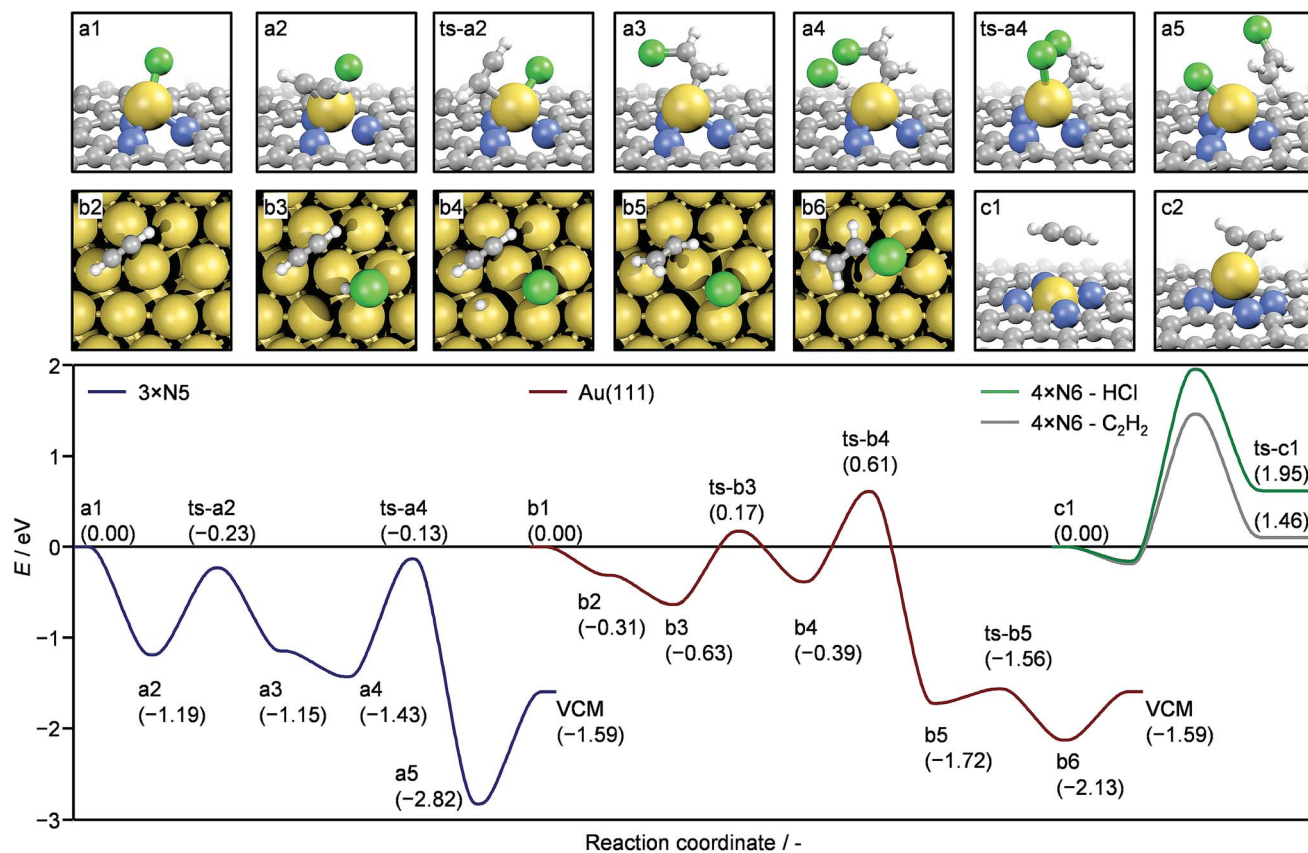 a1
a2
ts-a2
a3
a4
ts-a4
a5
b2
b3
b4
b5
b6
c1
c2
2
1
0
−1
−2
−3
E / eV
3×N5
Au(111)
4×N6 - HCl
4×N6 - C₂H₂
a1
(0.00)
ts-a2
(−0.23)
ts-a4
(−0.13)
b1
(0.00)
ts-b3
(0.17)
ts-b4
(0.61)
c1
(0.00)
ts-c1
(1.95)
(1.46)
a2
(−1.19)
a3
(−1.15)
a4
(−1.43)
a5
(−2.82)
VCM
(−1.59)
b2
(−0.31)
b3
(−0.63)
b4
(−0.39)
ts-b5
(−1.56)
b5
(−1.72)
b6
(−2.13)
VCM
(−1.59)
Reaction coordinate / -